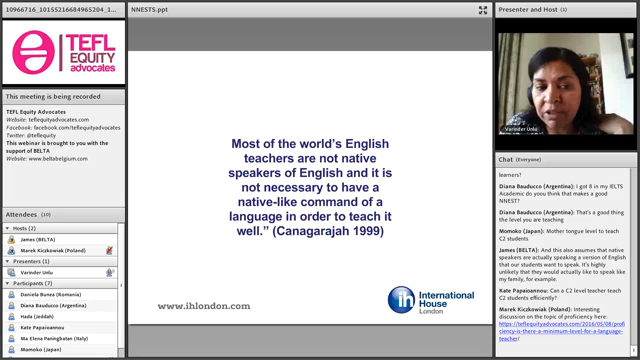 10966716_10155216684965204_1...
NNESTS.ppt
Presenter and Host (1)
TEFL
EQUITY
advocates
This meeting is being recorded
TEFL Equity Advocates
Website: teflequityadvocates.com
Facebook: facebook.com/teflequityadvocates
Twitter: @teflequity
This webinar is brought to you with the
support of BELTA
Website: www.beltabelgium.com
Attendees (10)
Hosts (2)
James (BELTA)
Marek Kiczkowiak (Poland)
Presenters (1)
Varinder Unlu
Participants (7)
Daniela Bunea (Romania)
Diana Bauducco (Argentina)
Hada (Jeddah)
Kate Papaioannou
Ma Elena Paningbatan (Italy)
Momoko (Japan)
Most of the world's English
teachers are not native
speakers of English and it is
not necessary to have a
native-like command of a
language in order to teach it
well." (Canagarajah 1999)
www.ihlondon.com
ih
International
House
London
Varinder Unlu
Chat (Everyone)
learners?
Diana Bauducco (Argentina): I got 8 in my IELTS
Academic do you think that makes a good
NNEST?
Diana Bauducco (Argentina): That's a good thing
the level you teach
Momoko (Japan): Mother tongue level to teach
C2 students
James (BELTA): And this also assumes that native
speakers are actually speaking a version of English
that our students want to speak. It's highly
unlikely that they would actually like to speak like
my family, for example.
Kate Papaioannou: Can a C2 level teacher teach
C2 students efficiently?
Marek Kiczkowiak (Poland): Interesting
discussion on the topic of proficiency here:
https://teflequityadvocates.com/2016/05/08/profi
ciency-is-there-a-minimum-level-for-a-language-
teacher/